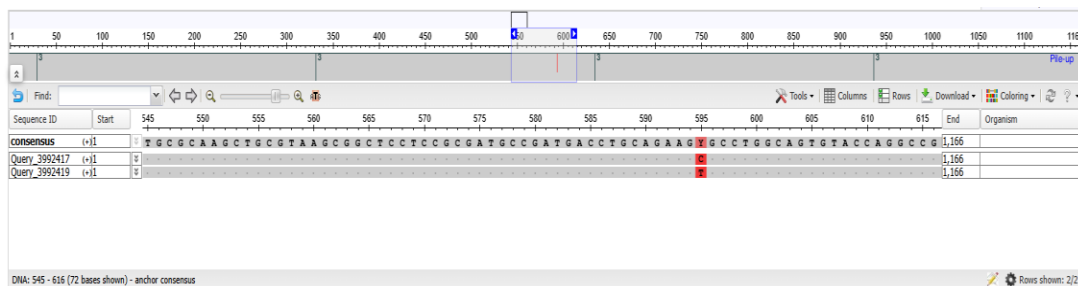 1 50 100 150 200 250 300 350 400 450 500 600 650 700 750 800 850 900 950 1000 1050 1100 116
3 3 3 3 Pile-up
Find: Tools Columns Rows Download Coloring ?
Sequence ID Start 545 550 555 560 565 570 575 580 585 590 595 600 605 610 615 End Organism
consensus (+)1 T G C G C A A G C T G C G T A A G C G G C T C C T C C G C G A T G C C G A T G A C C T G C A G A A G Y G C C T G G C A G T G T A C C A G G C C G 1,166
Query_3992417 (+)1 C 1,166
Query_3992419 (+)1 T 1,166
DNA: 545 - 616 (72 bases shown) - anchor consensus Rows shown: 2/2